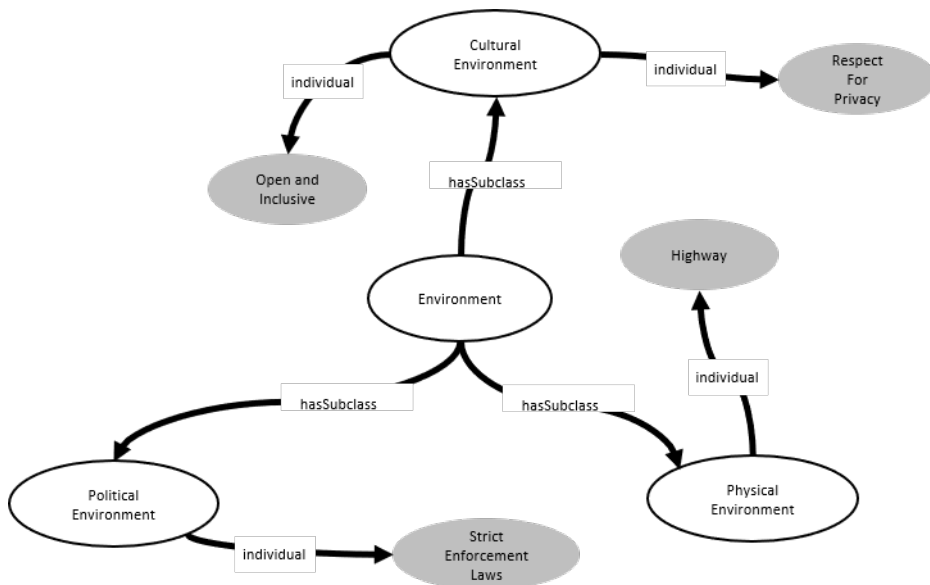 Cultural
Environment
individual
individual
Respect
For
Privacy
Open and
Inclusive
hasSubclass
Highway
Environment
individual
hasSubclass
hasSubclass
Political
Environment
Physical
Environment
individual
Strict
Enforcement
Laws